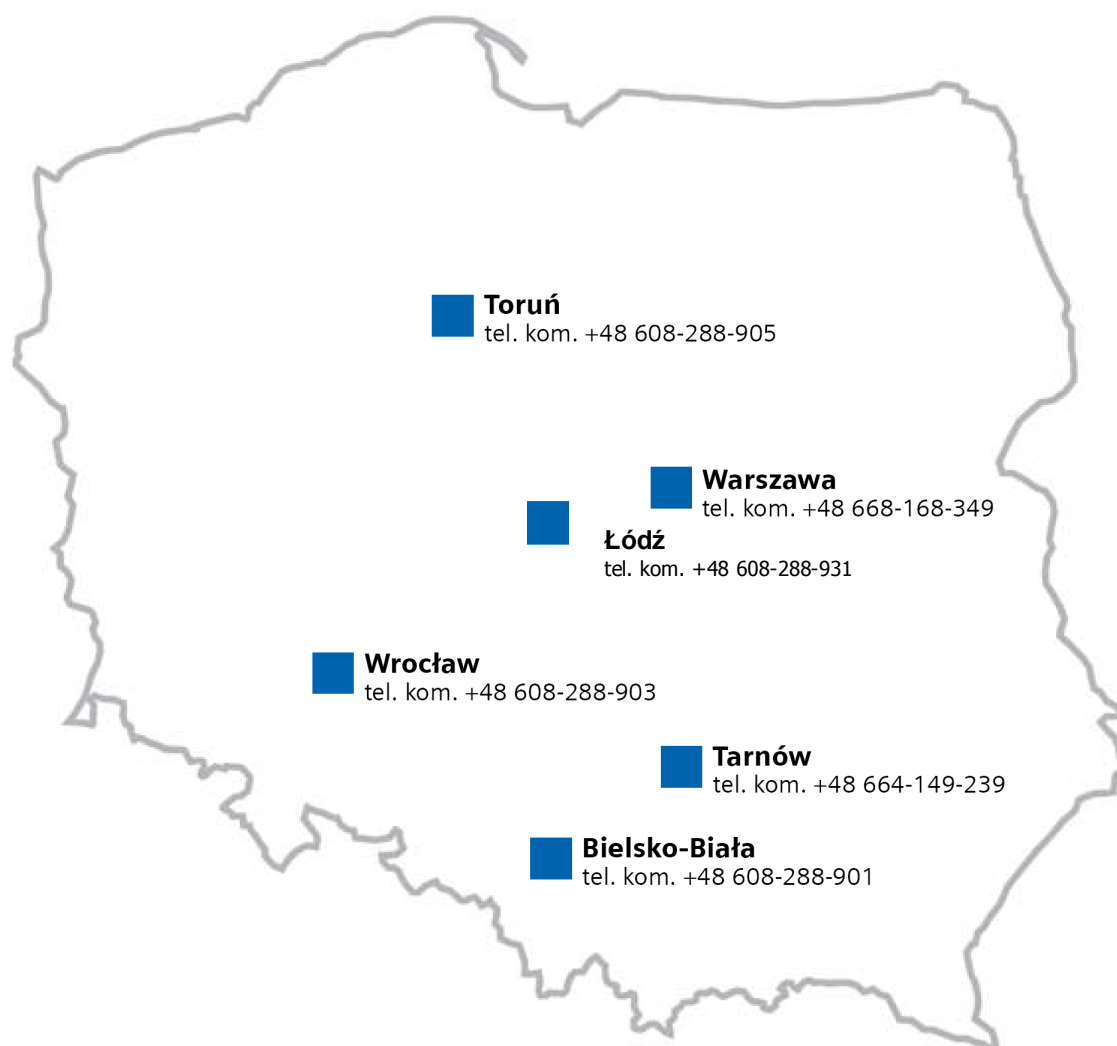 Toruń
tel. kom. +48 608-288-905
Warszawa
tel. kom. +48 668-168-349
Łódź
tel. kom. +48 608-288-931
Wrocław
tel. kom. +48 608-288-903
Tarnów
tel. kom. +48 664-149-239
Bielsko-Biała
tel. kom. +48 608-288-901